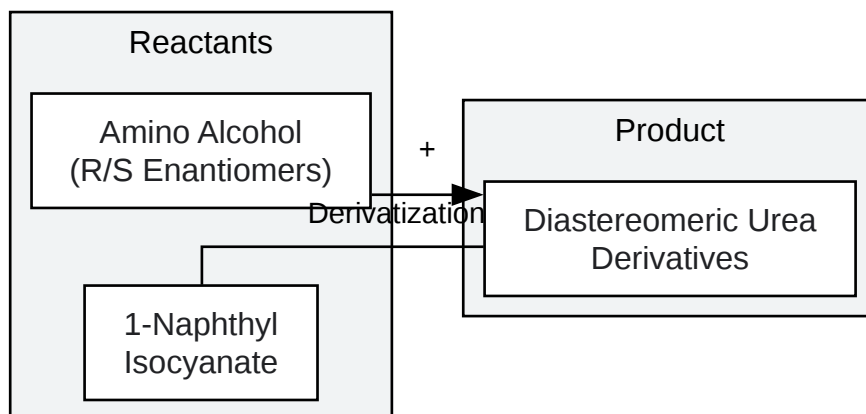 Reactants
Amino Alcohol
(R/S Enantiomers)
+
Derivatization
Product
Diastereomeric Urea
Derivatives
1-Naphthyl
Isocyanate